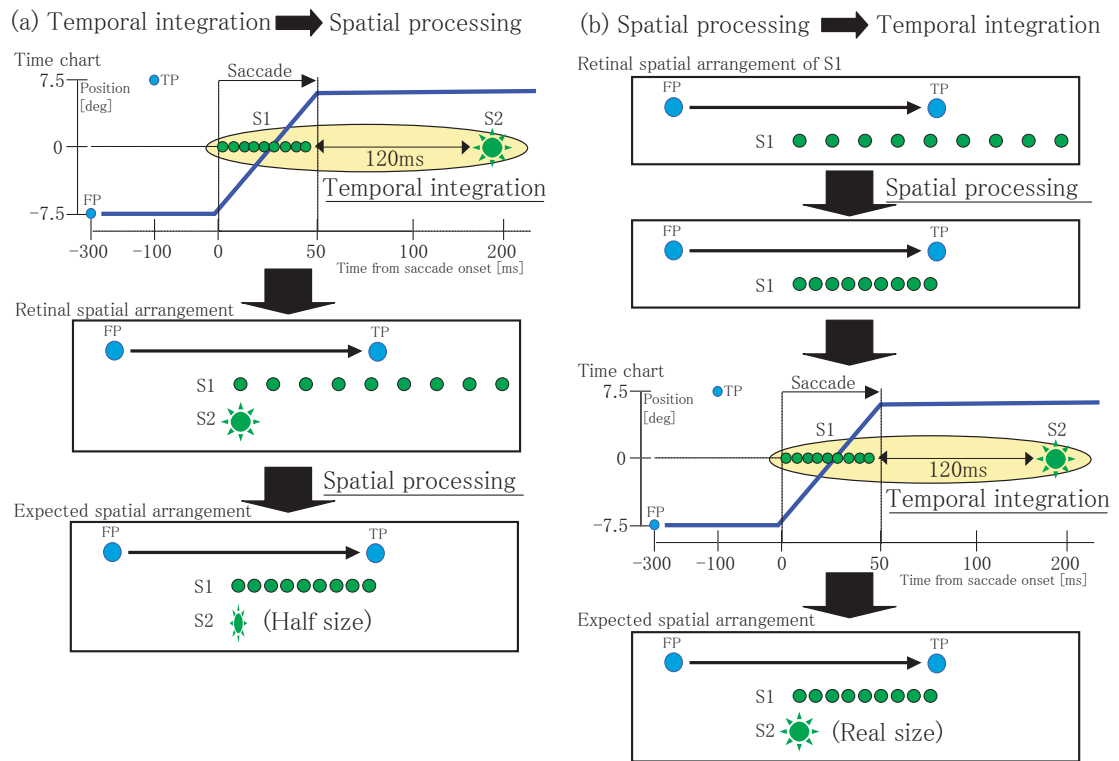 (a) Temporal integration Spatial processing
Time chart
7.5
Position
[deg]
TP
Saccade
S1
S2
0
120ms
Temporal integration
FP
-7.5
-300
-100
0
50
100
200
Time from saccade onset [ms]
Retinal spatial arrangement
FP
TP
S1
S2
Spatial processing
Expected spatial arrangement
FP
TP
S1
S2
(Half size)
(b) Spatial processing Temporal integration
Retinal spatial arrangement of S1
FP
TP
S1
Spatial processing
FP
TP
S1
Time chart
7.5
Position
[deg]
TP
Saccade
S1
S2
0
120ms
Temporal integration
FP
-7.5
-300
-100
0
50
100
200
Time from saccade onset [ms]
Expected spatial arrangement
FP
TP
S1
S2
(Real size)